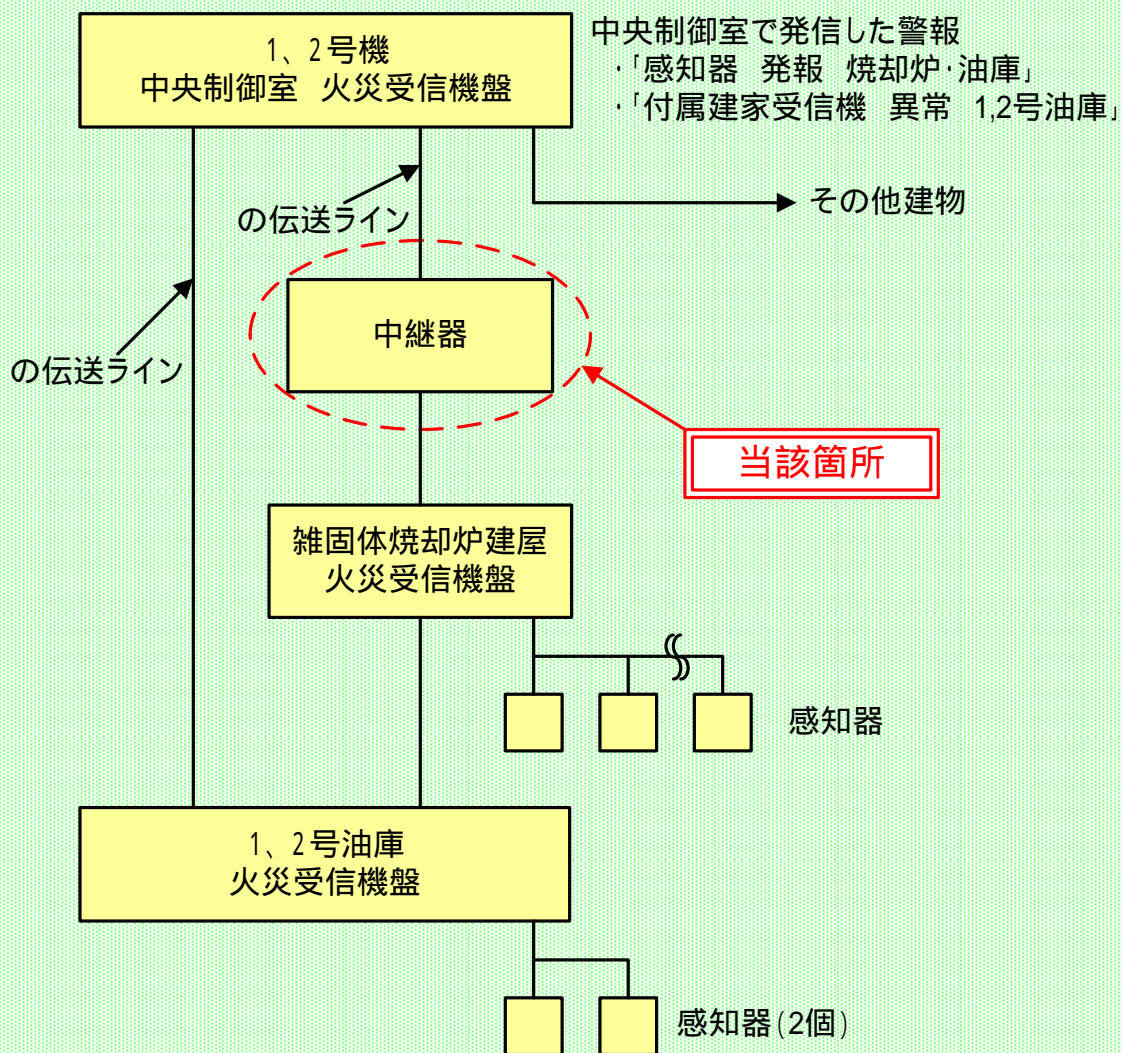 1、2号機
中央制御室 火災受信機盤
中央制御室で発信した警報
・「感知器 発報 焼却炉・油庫」
・「付属建家受信機 異常 1,2号油庫」
その他建物
の伝送ライン
中継器
の伝送ライン
当該箇所
雑固体焼却炉建屋
火災受信機盤
感知器
1、2号油庫
火災受信機盤
感知器(2個)